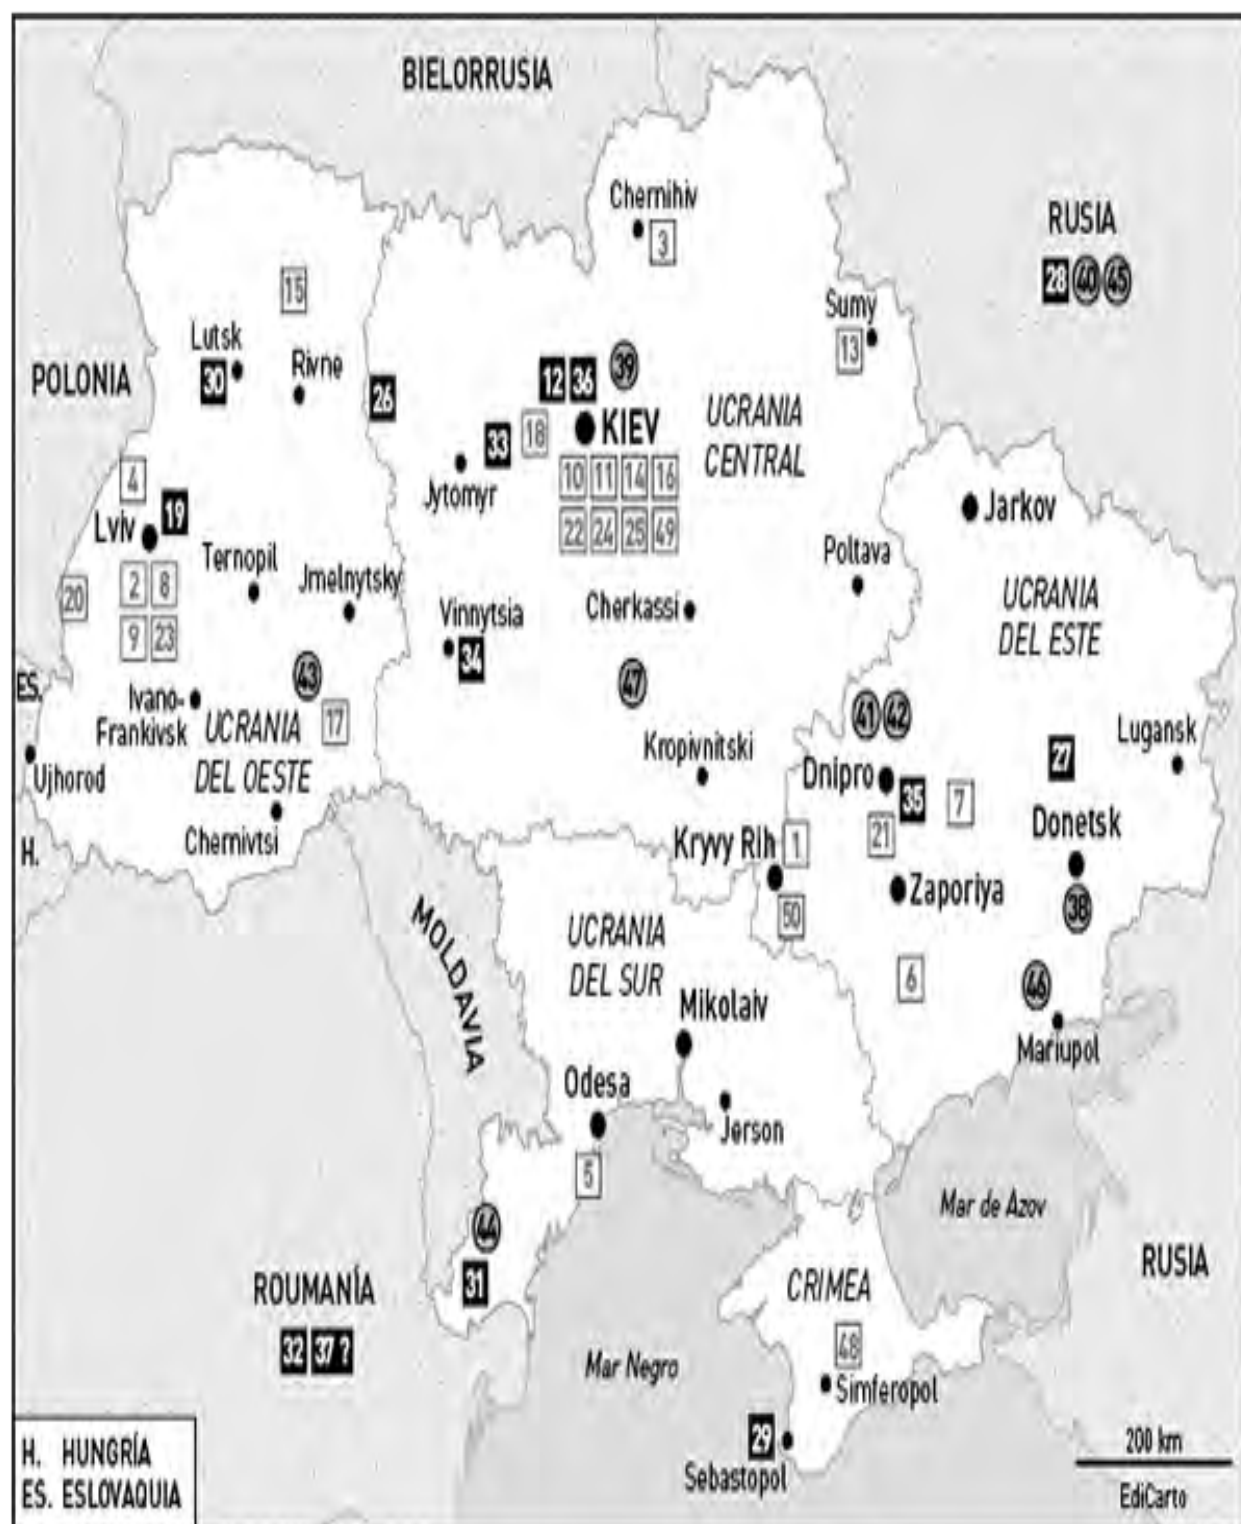 BIELORRUSIA
Chernihiv
3
RUSIA
28 40 45
15
Lutsk
30
Rivne
POLONIA
26
12 36
39
Sumy
13
UCRANIA
CENTRAL
KIEV
18
33
Jytomyr
10 11 14 16
22 24 25 49
4
19
Lviv
Jarkov
20
2 8
9 23
Ternopil
Jmelnytsky
Vinnytsia
34
Cherkassi
Poltava
UCRANIA
DEL ESTE
47
43
17
ES.
Ivano-
Frankivsk
UCRANIA
DEL OESTE
Ujhorod
Chernivtsi
H.
Kropivnitski
41 42
Dnipro
35
21
7
27
Lugansk
Donetsk
38
Kryvy RIh
1
50
Zaporiya
6
46
Mariupol
MOLDAVIA
UCRANIA
DEL SUR
Mikolaiv
Odesa
5
Jerson
44
31
Mar de Azov
RUSIA
ROUMANÍA
32 37 ?
CRIMEA
48
Simferopol
Mar Negro
29
Sebastopol
H. HUNGRÍA
ES. ESLOVAQUIA
200 km
EdiCarto